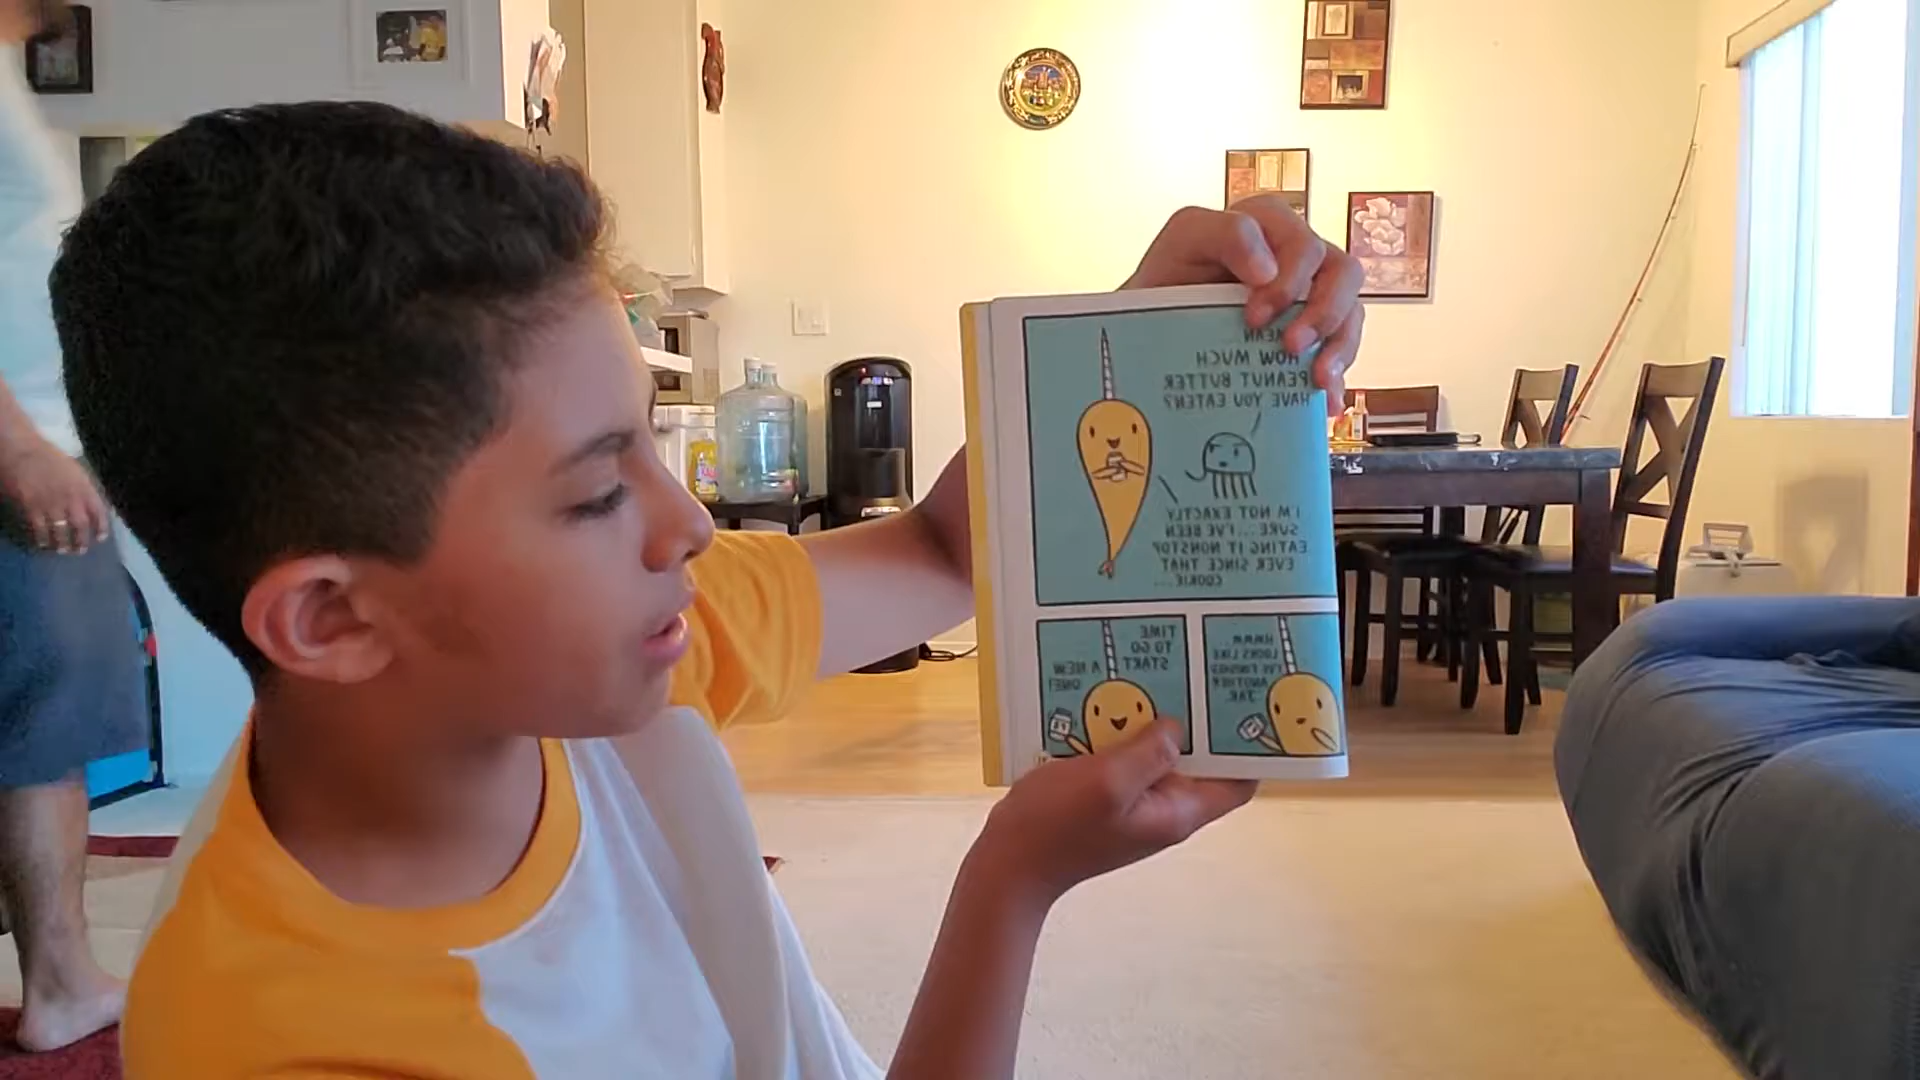 MEAN...
HOW MUCH
PEANUT BUTTER
HAVE YOU EATEN?
I'M NOT EXACTLY
SURE...I'VE BEEN
EATING IT NONSTOP
EVER SINCE THAT
COOKIE...
HMMM...
LOOKS LIKE
I'VE FINISHED
ANOTHER
JAR.
TIME
TO GO
START
A NEW
ONE!